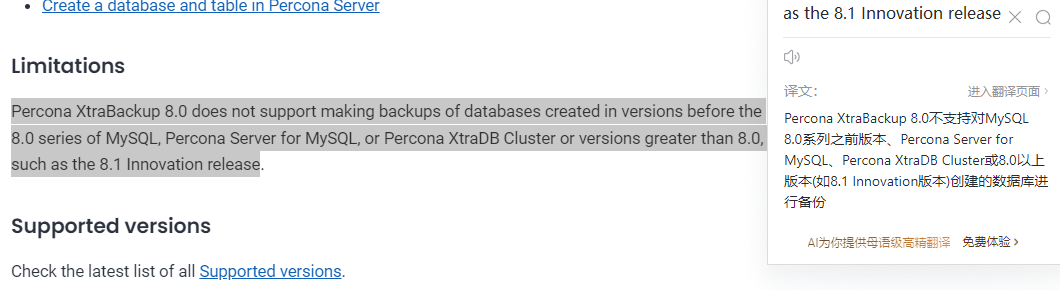 Create a database and table in Percona Server
Limitations
Percona XtraBackup 8.0 does not support making backups of databases created in versions before the
8.0 series of MySQL, Percona Server for MySQL, or Percona XtraDB Cluster or versions greater than 8.0,
such as the 8.1 Innovation release.
Supported versions
Check the latest list of all Supported versions.
as the 8.1 Innovation release
译文:
进入翻译页面 >
Percona XtraBackup 8.0不支持对MySQL
8.0系列之前版本、Percona Server for
MySQL、Percona XtraDB Cluster或8.0以上
版本(如8.1 Innovation版本)创建的数据库进
行备份
AI为你提供母语级高精翻译 免费体验 >